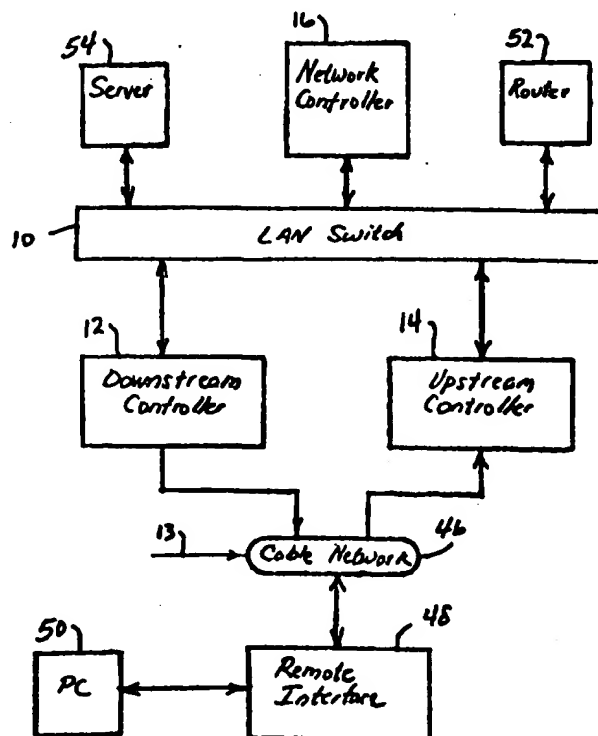 54
Server
16
Network
Controller
52
Router
10
LAN Switch
12
Downstream
Controller
14
Upstream
Controller
13
Cable Network
46
50
PC
48
Remote
Interface